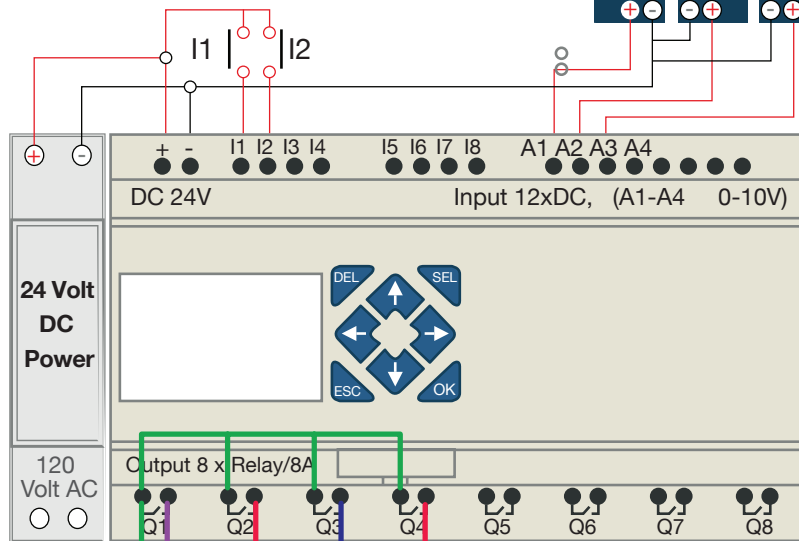 + - - + - +
I1 I2
+ -
+ - I1 I2 I3 I4 I5 I6 I7 I8 A1 A2 A3 A4
DC 24V Input 12xDC, (A1-A4 0-10V)
DEL SEL
24 Volt
DC
Power
ESC OK
120
Volt AC
Output 8 x Relay/8A
Q1 Q2 Q3 Q4 Q5 Q6 Q7 Q8